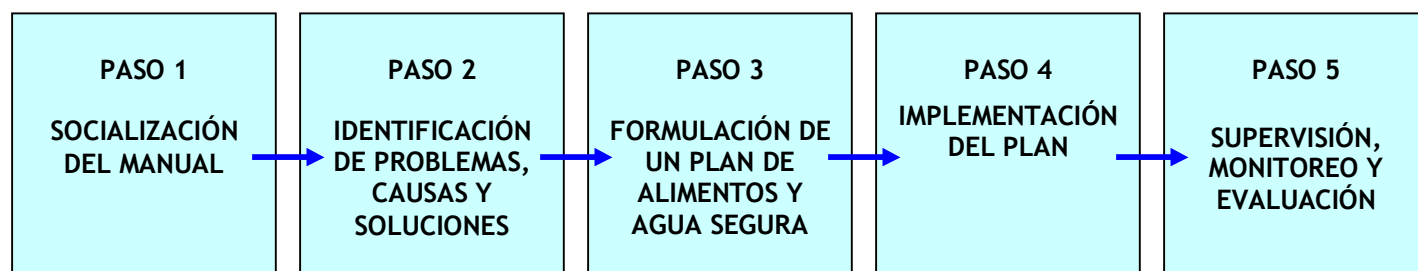 PASO 1
SOCIALIZACIÓN
DEL MANUAL
PASO 2
IDENTIFICACIÓN
DE PROBLEMAS,
CAUSAS Y
SOLUCIONES
PASO 3
FORMULACIÓN DE
UN PLAN DE
ALIMENTOS Y
AGUA SEGURA
PASO 4
IMPLEMENTACIÓN
DEL PLAN
PASO 5
SUPERVISIÓN,
MONITOREO Y
EVALUACIÓN